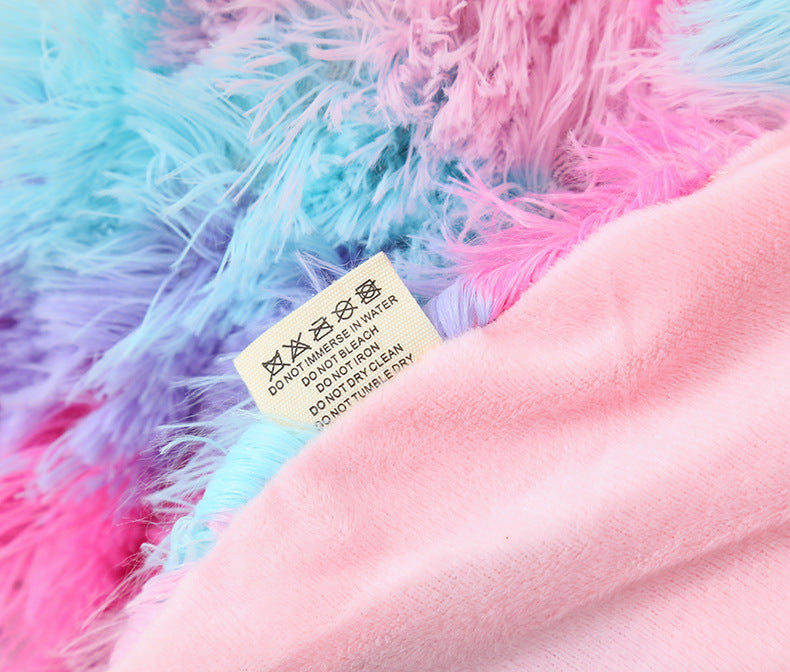 DO NOT IMMERSE IN WATER
DO NOT BLEACH
DO NOT IRON
DO NOT DRY CLEAN
DO NOT TUMBLE DRY